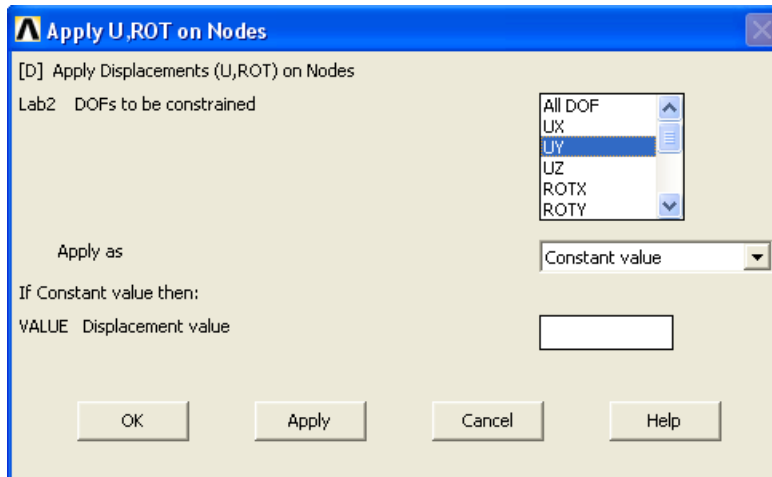 Apply U,ROT on Nodes
[D] Apply Displacements (U,ROT) on Nodes
Lab2 DOFs to be constrained
All DOF
UX
UY
UZ
ROTX
ROTY
Apply as
Constant value
If Constant value then:
VALUE Displacement value
OK Apply Cancel Help